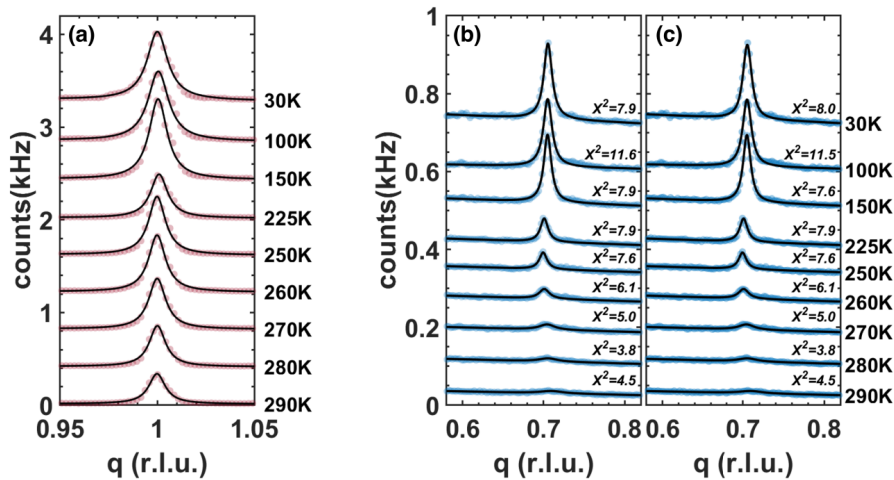 (a)
4
3
2
1
0
counts(kHz)
30K
100K
150K
225K
250K
260K
270K
280K
290K
0.95 1 1.05
q (r.l.u.)
(b)
1
0.8
0.6
0.4
0.2
0
counts(kHz)
X²=7.9
X²=11.6
X²=7.9
X²=7.9
X²=7.6
X²=6.1
X²=5.0
X²=3.8
X²=4.5
0.6 0.7 0.8
q (r.l.u.)
(c)
X²=8.0
X²=11.5
X²=7.6
X²=7.9
X²=7.6
X²=6.1
X²=5.0
X²=3.8
X²=4.5
30K
100K
150K
225K
250K
260K
270K
280K
290K
0.6 0.7 0.8
q (r.l.u.)